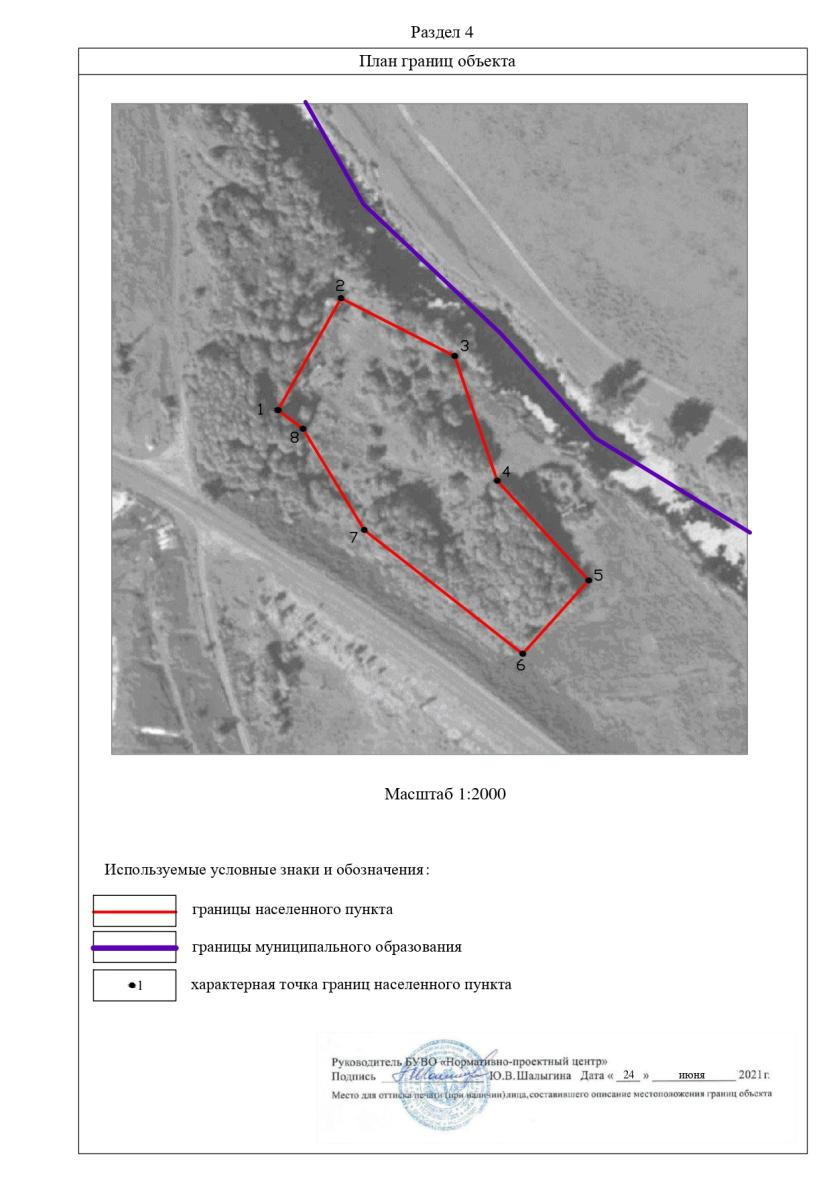 Раздел 4
План границ объекта
2
3
1
8
4
7
5
6
Масштаб 1:2000
Используемые условные знаки и обозначения:
границы населенного пункта
границы муниципального образования
1 характерная точка границ населенного пункта
Руководитель БУВО «Нормативно-проектный центр»
Подпись Ю.В.Шалыгина Дата « 24 » июня 2021г.
Место для оттиска печати (при наличии) лица, составившего описание местоположения границ объекта